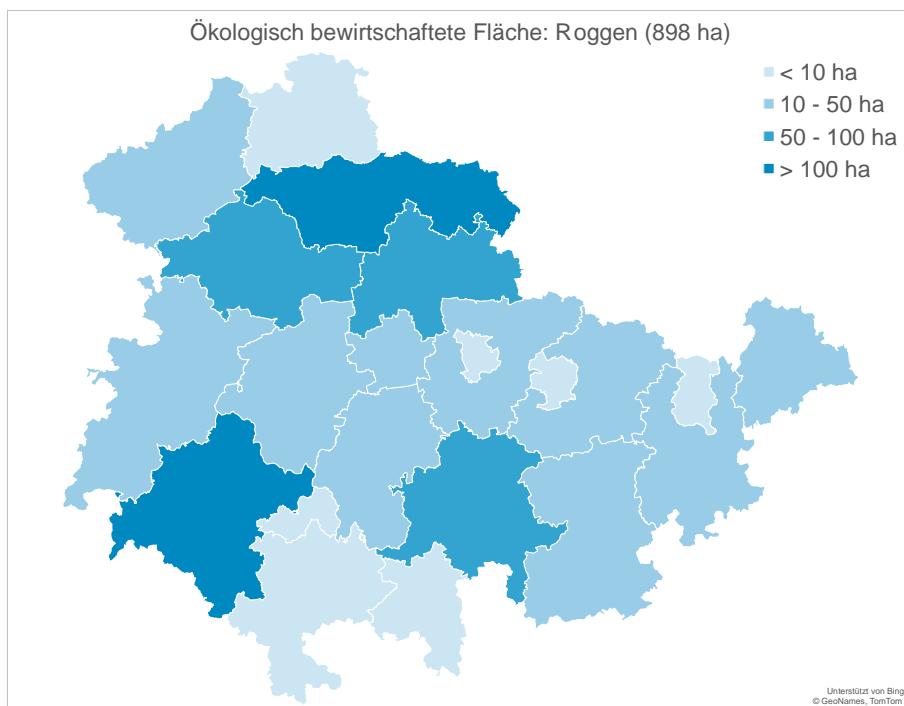 Ökologisch bewirtschaftete Fläche: Roggen (898 ha)
< 10 ha
10 - 50 ha
50 - 100 ha
> 100 ha
Unterstützt von Bing
© GeoNames, TomTom